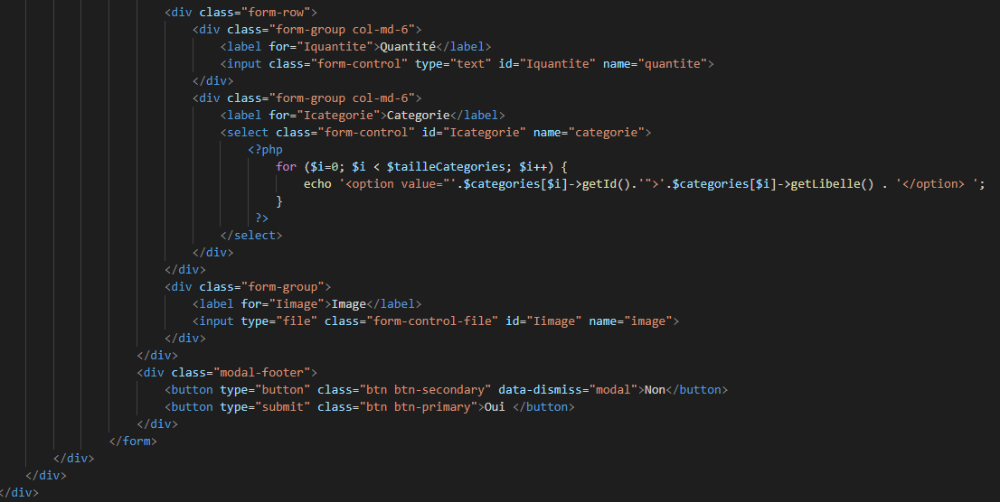 <div class="form-row">
<div class="form-group col-md-6">
<label for="Iquantite">Quantité</label>
<input class="form-control" type="text" id="Iquantite" name="quantite">
</div>
<div class="form-group col-md-6">
<label for="Icategorie">Categorie</label>
<select class="form-control" id="Icategorie" name="categorie">
<?php
for ($i=0; $i < $tailleCategories; $i++) {
echo '<option value="'.$categories[$i]->getId().'">'.$categories[$i]->getLibelle() . '</option> ';
}
?>
</select>
</div>
</div>
<div class="form-group">
<label for="Iimage">Image</label>
<input type="file" class="form-control-file" id="Iimage" name="image">
</div>
</div>
<div class="modal-footer">
<button type="button" class="btn btn-secondary" data-dismiss="modal">Non</button>
<button type="submit" class="btn btn-primary">Oui </button>
</div>
</form>
</div>
</div>
</div>